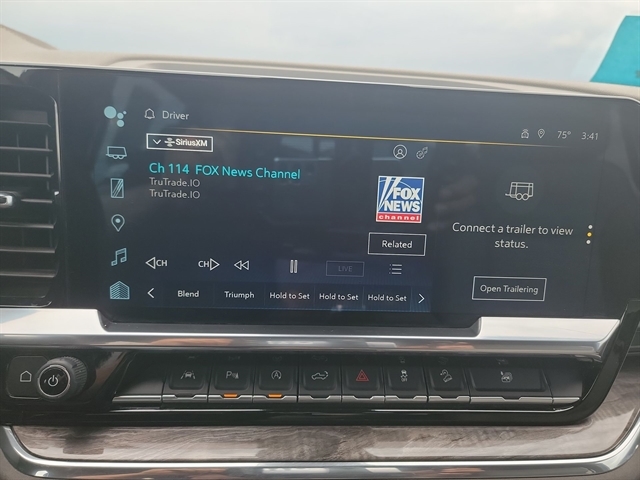 Driver
75° 3:41
SiriusXM
Ch 114 FOX News Channel
TruTrade.IO
TruTrade.IO
FOX
NEWS
channel
Related
Connect a trailer to view
status.
Open Trailering
CH CH LIVE
Blend Triumph Hold to Set Hold to Set Hold to Set